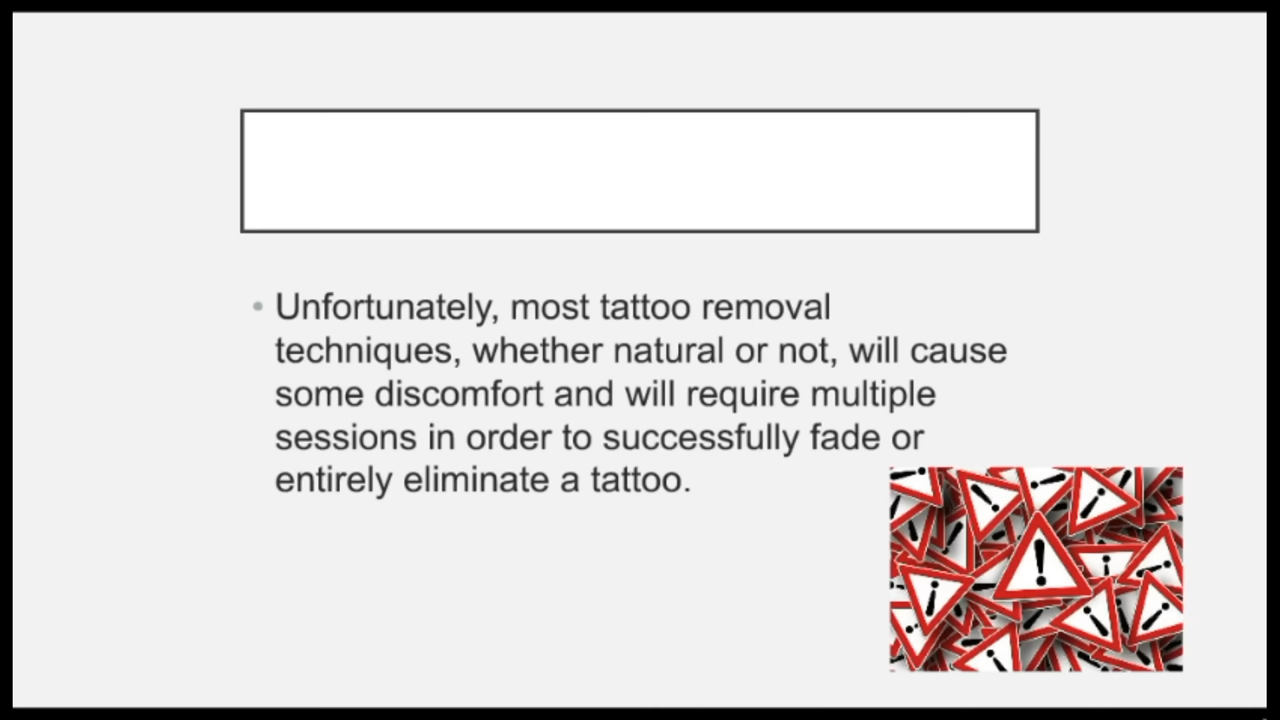 • Unfortunately, most tattoo removal
techniques, whether natural or not, will cause
some discomfort and will require multiple
sessions in order to successfully fade or
entirely eliminate a tattoo.